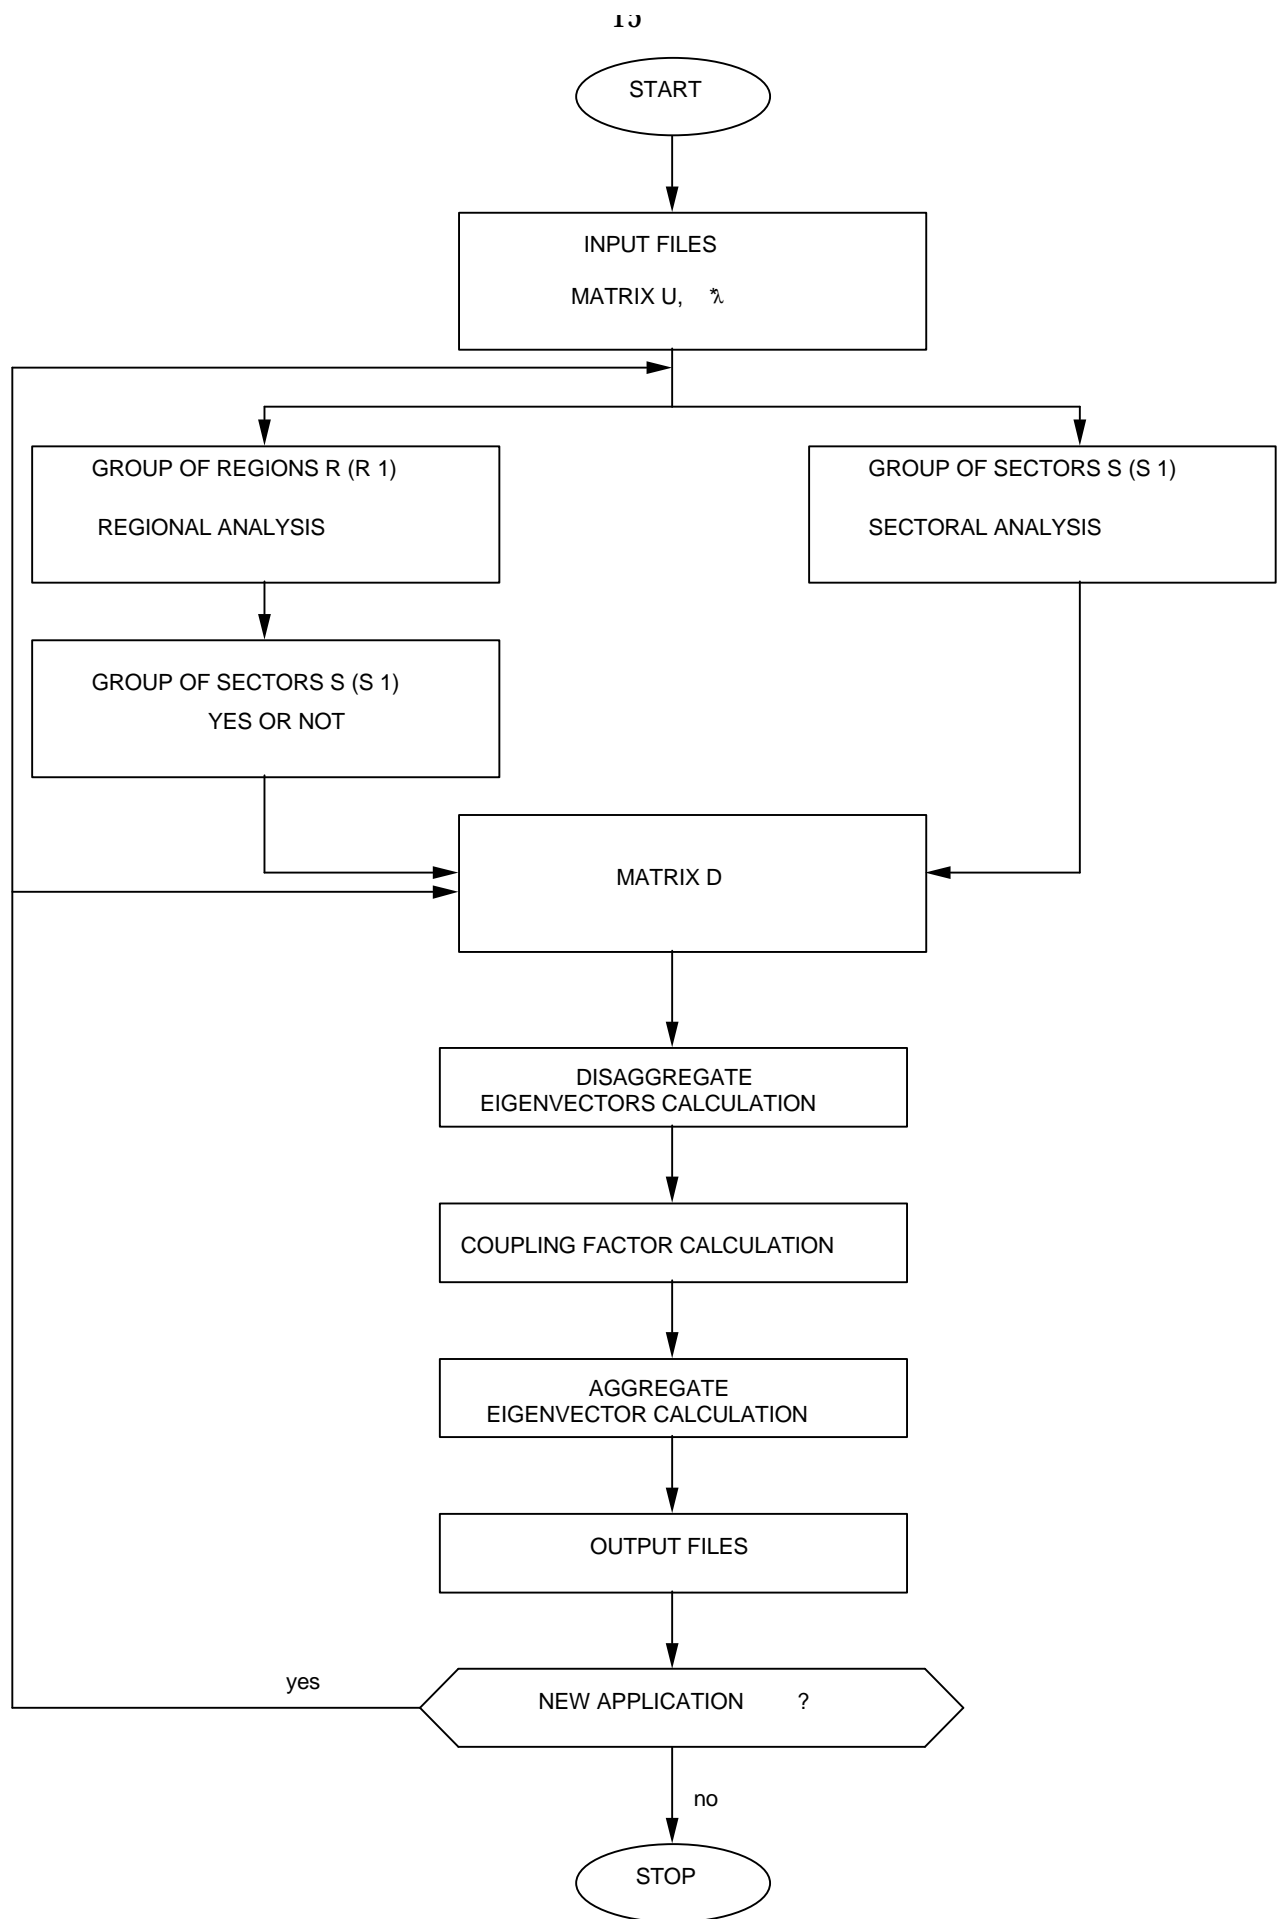 15
START
INPUT FILES
MATRIX U, *λ
GROUP OF REGIONS R (R 1)
REGIONAL ANALYSIS
GROUP OF SECTORS S (S 1)
SECTORAL ANALYSIS
GROUP OF SECTORS S (S 1)
YES OR NOT
MATRIX D
DISAGGREGATE
EIGENVECTORS CALCULATION
COUPLING FACTOR CALCULATION
AGGREGATE
EIGENVECTOR CALCULATION
OUTPUT FILES
yes
NEW APPLICATION ?
no
STOP